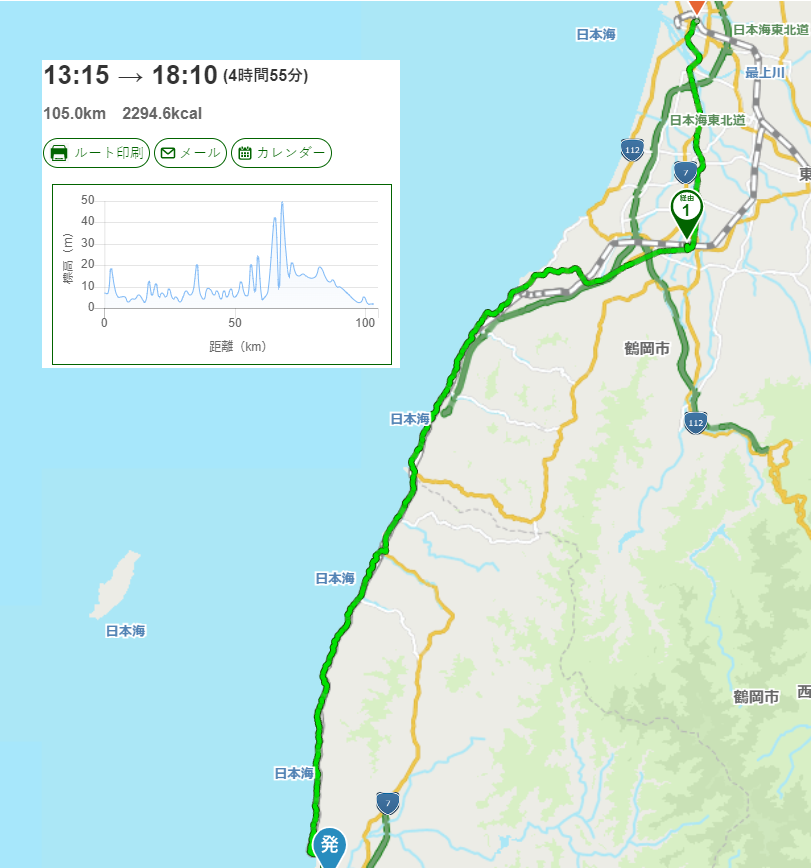 日本海
日本海東北道
最上川
13:15 → 18:10 (4時間55分)
105.0km 2294.6kcal
ルート印刷 メール カレンダー
日本海東北道
112
7
東
経由
1
50
40
30
20
10
0
標高（m）
0 50 100
距離（km）
鶴岡市
日本海
112
日本海
日本海
鶴岡市
西
日本海
7
発